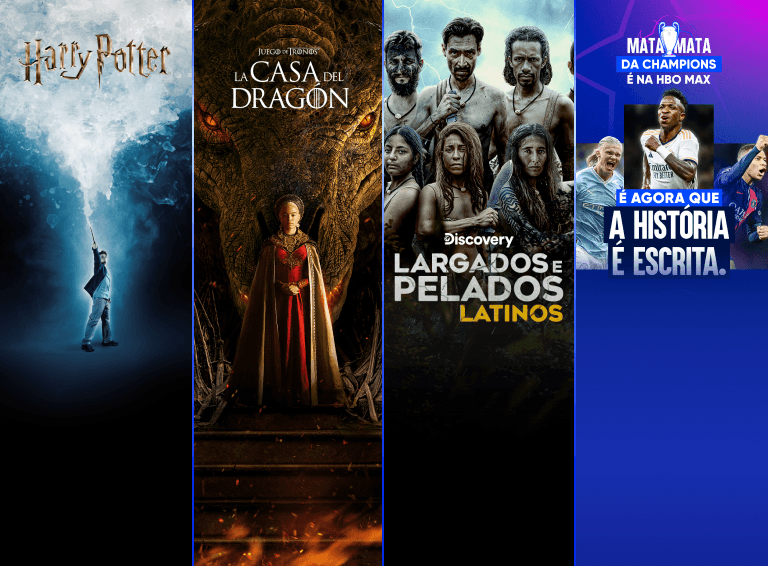 Harry Potter
JUEGO DE TRONOS
LA CASA DEL
DRAGÓN
Discovery
LARGADOS E
PELADOS
LATINOS
MATA MATA
DA CHAMPIONS
É NA HBO MAX
É AGORA QUE
A HISTÓRIA
É ESCRITA.